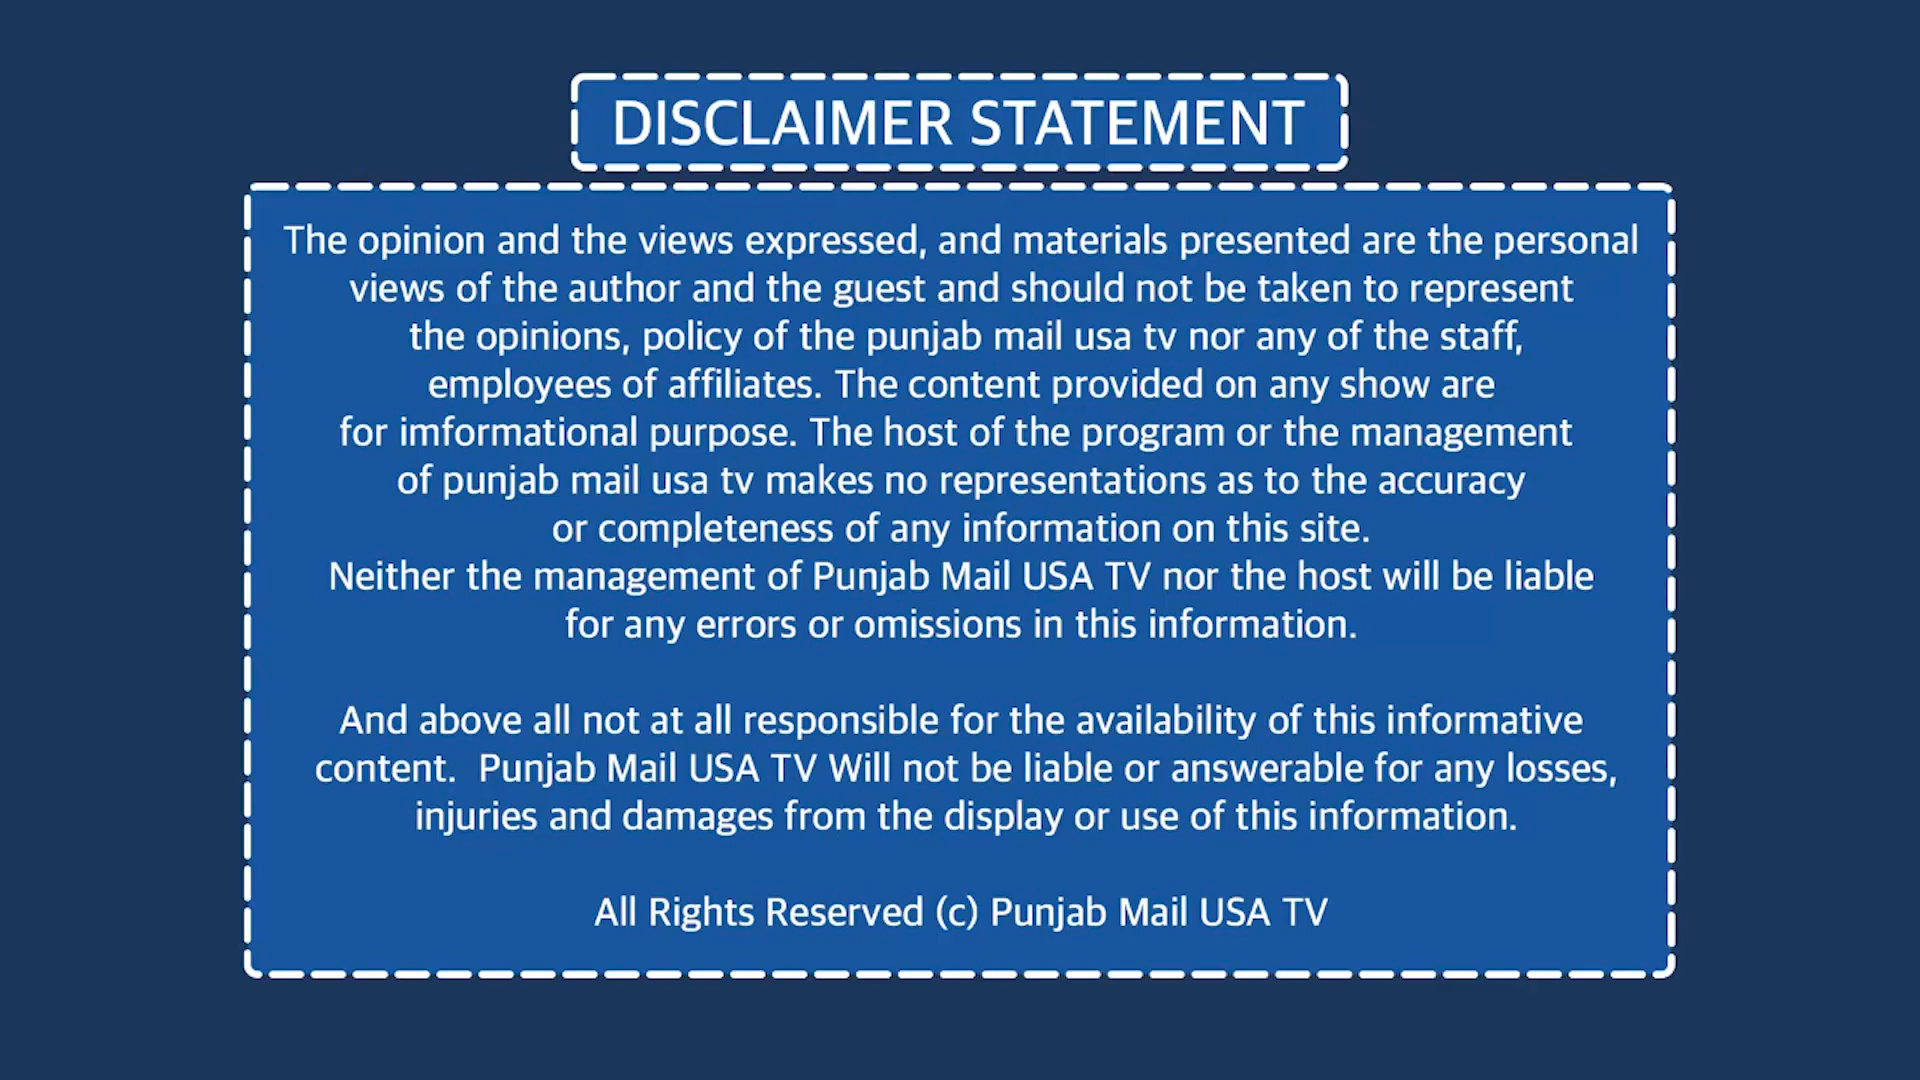 DISCLAIMER STATEMENT
The opinion and the views expressed, and materials presented are the personal
views of the author and the guest and should not be taken to represent
the opinions, policy of the punjab mail usa tv nor any of the staff,
employees of affiliates. The content provided on any show are
for imformational purpose. The host of the program or the management
of punjab mail usa tv makes no representations as to the accuracy
or completeness of any information on this site.
Neither the management of Punjab Mail USA TV nor the host will be liable
for any errors or omissions in this information.
And above all not at all responsible for the availability of this informative
content.  Punjab Mail USA TV Will not be liable or answerable for any losses,
injuries and damages from the display or use of this information.
All Rights Reserved (c) Punjab Mail USA TV